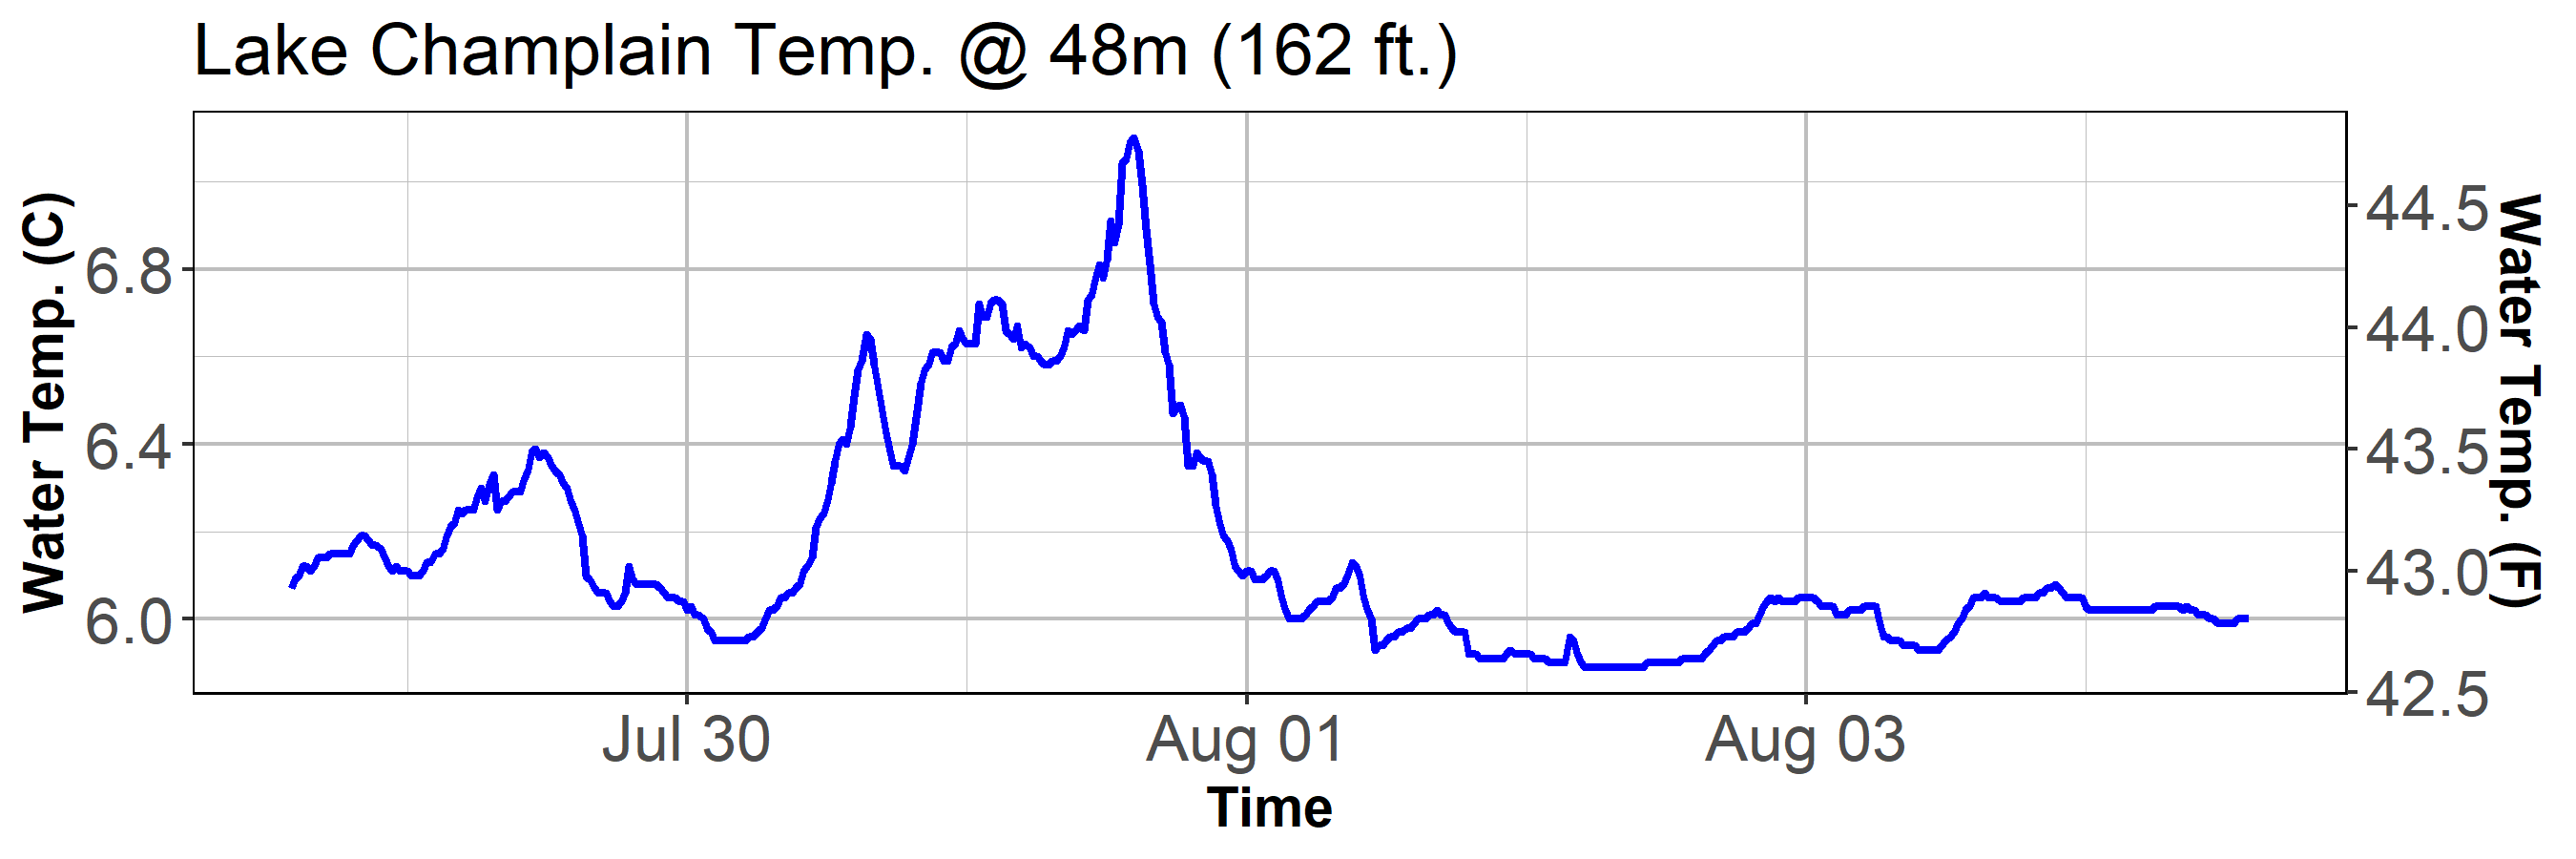 Lake Champlain Temp. @ 48m (162 ft.)
Water Temp. (C)
6.8
6.4
6.0
44.5
44.0
43.5
43.0
42.5
Water Temp. (F)
Jul 30
Aug 01
Aug 03
Time